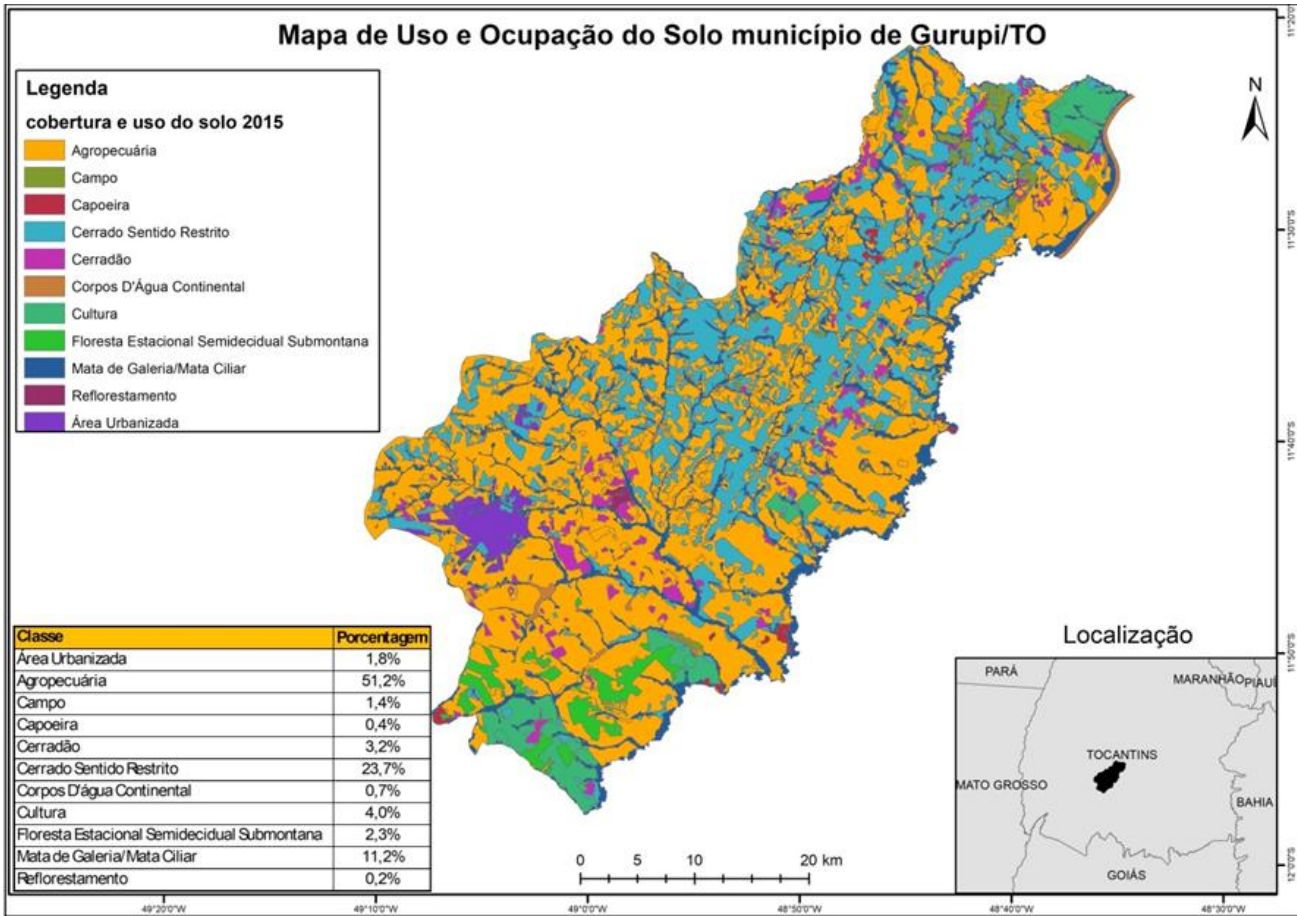 Mapa de Uso e Ocupação do Solo município de Gurupi/TO
Legenda
cobertura e uso do solo 2015
Agropecuária
Campo
Capoeira
Cerrado Sentido Restrito
Cerradão
Corpos D'Água Continental
Cultura
Floresta Estacional Semidecidual Submontana
Mata de Galeria/Mata Ciliar
Reflorestamento
Área Urbanizada
N
11°20'0"S
11°30'0"S
11°40'0"S
11°50'0"S
12°0'0"S
Classe Porcentagem
Área Urbanizada 1,8%
Agropecuária 51,2%
Campo 1,4%
Capoeira 0,4%
Cerradão 3,2%
Cerrado Sentido Restrito 23,7%
Corpos D'água Continental 0,7%
Cultura 4,0%
Floresta Estacional Semidecidual Submontana 2,3%
Mata de Galeria/Mata Ciliar 11,2%
Reflorestamento 0,2%
0 5 10 20 km
Localização
PARÁ
MARANHÃO
PIAUÍ
TOCANTINS
MATO GROSSO
BAHIA
GOIÁS
49°20'0"W 49°10'0"W 49°0'0"W 48°50'0"W 48°40'0"W 48°30'0"W